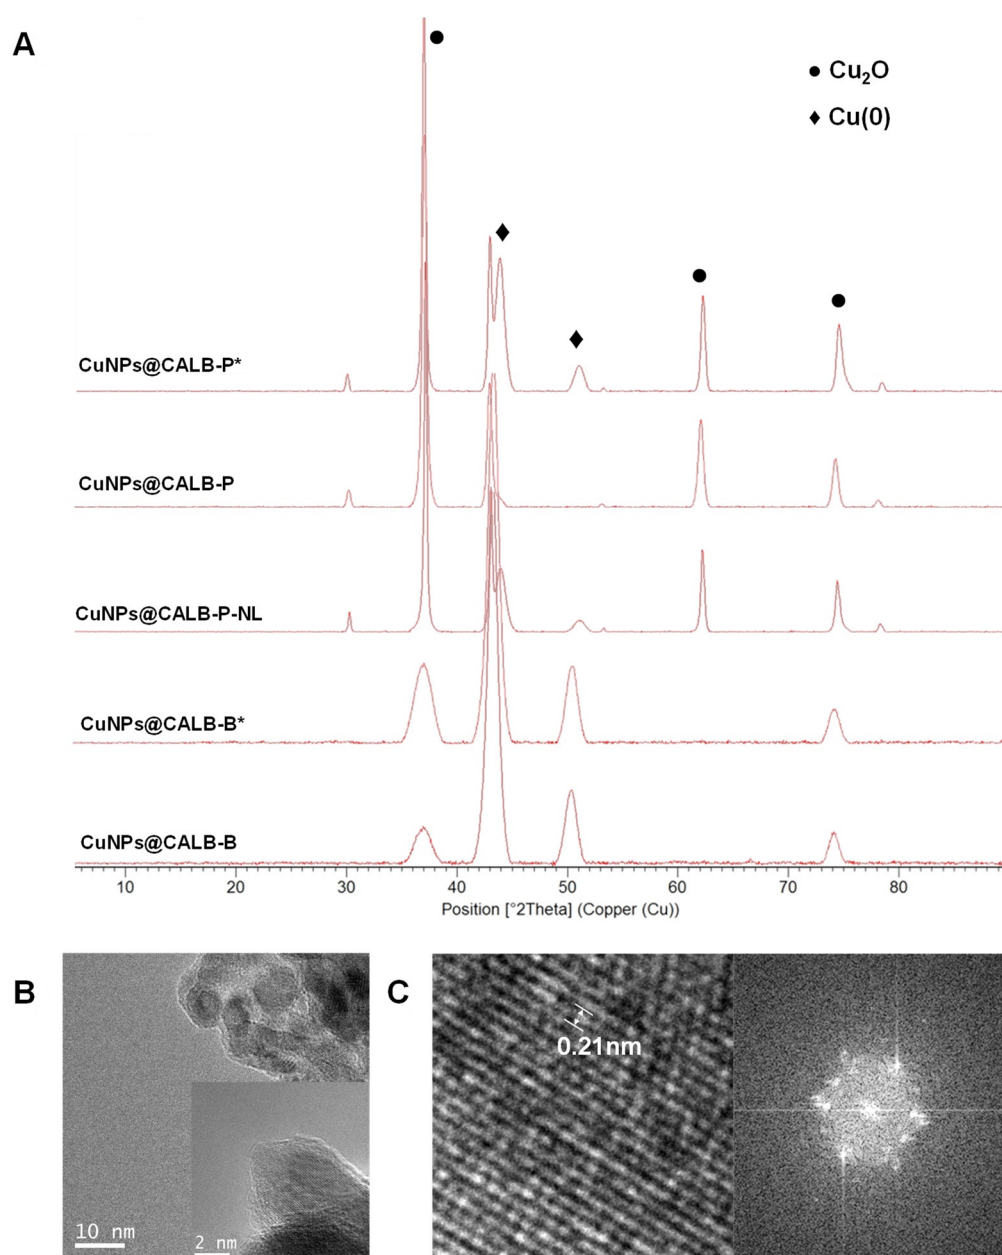 A
● Cu₂O
♦ Cu(0)
CuNPs@CALB-P*
CuNPs@CALB-P
CuNPs@CALB-P-NL
CuNPs@CALB-B*
CuNPs@CALB-B
10 20 30 40 50 60 70 80
Position [°2Theta] (Copper (Cu))
B
10 nm
2 nm
C
0.21nm